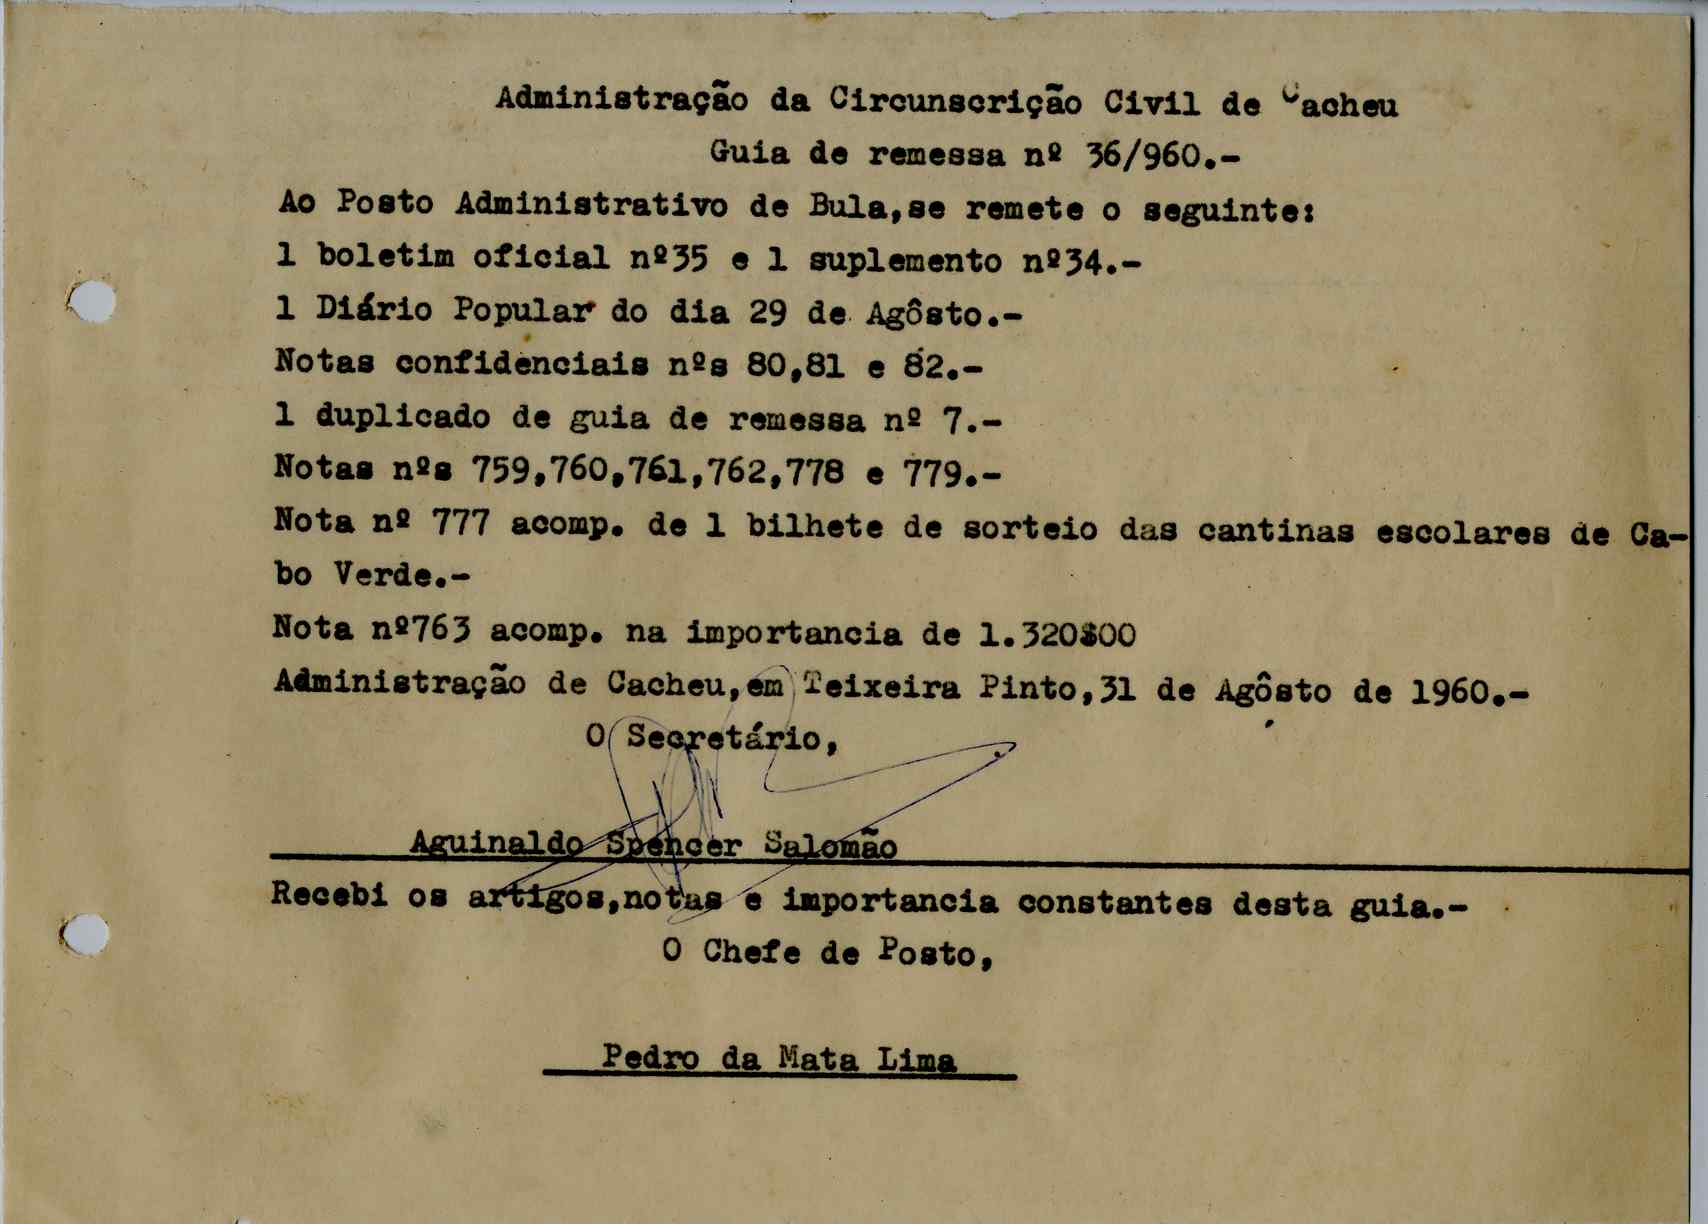 Administração da Circunscrição Civil de Cacheu
Guia de remessa nº 36/960.-
Ao Posto Administrativo de Bula,se remete o seguinte:
1 boletim oficial nº35 e 1 suplemento nº34.-
1 Diário Popular do dia 29 de Agôsto.-
Notas confidenciais nºs 80,81 e 82.-
1 duplicado de guia de remessa nº 7.-
Notas nºs 759,760,761,762,778 e 779.-
Nota nº 777 acomp. de 1 bilhete de sorteio das cantinas escolares de Ca-
bo Verde.-
Nota nº763 acomp. na importancia de 1.320$00
Administração de Cacheu,em Teixeira Pinto,31 de Agôsto de 1960.-
O Secretário,
Aguinaldo Spencer Salomão
Recebi os artigos,notas e importancia constantes desta guia.-
O Chefe de Posto,
Pedro da Mata Lima